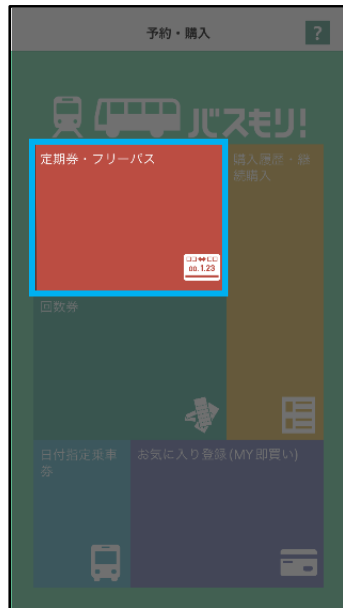 予約・購入
?
バスもり!
定期券・フリーパス
購入履歴・継
続購入
00. 1.23
回数券
日付指定乗車
券
お気に入り登録(MY即買い)